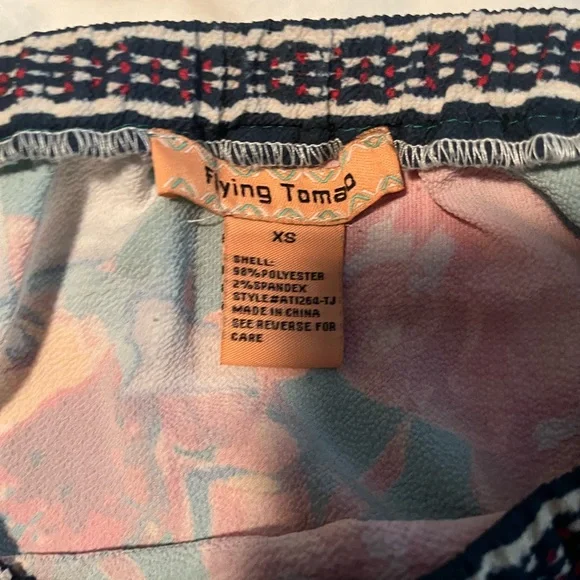 Flying Tomato
XS
SHELL:
98%POLYESTER
2%SPANDEX
STYLE#AT1264-TJ
MADE IN CHINA
SEE REVERSE FOR
CARE